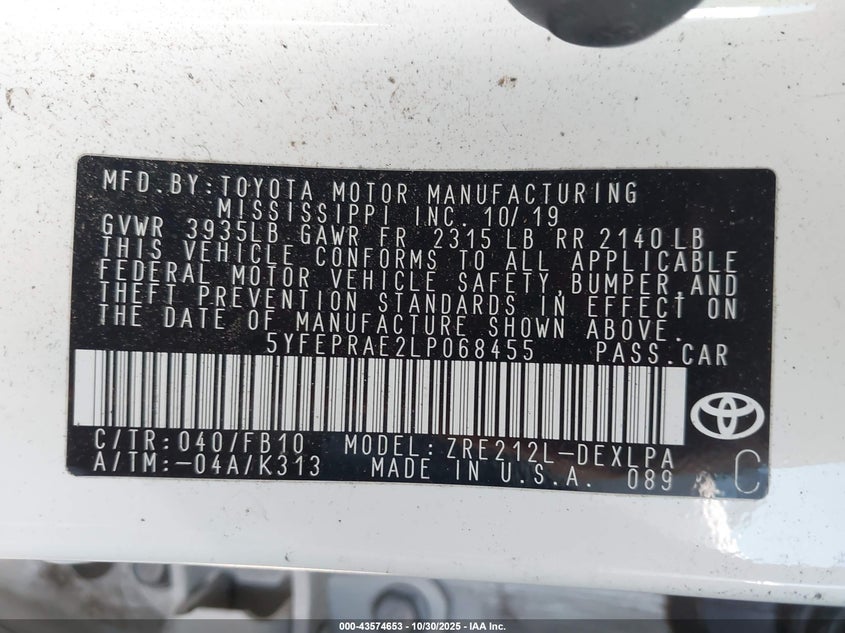 MFD.BY:TOYOTA MOTOR MANUFACTURING
MISSISSIPPI INC. 10/19
GVWR 3935LB GAWR FR 2315 LB RR 2140 LB
THIS VEHICLE CONFORMS TO ALL APPLICABLE
FEDERAL MOTOR VEHICLE SAFETY,BUMPER,AND
THEFT PREVENTION STANDARDS IN EFFECT ON
THE DATE OF MANUFACTURE SHOWN ABOVE.
5YFEPRAE2LP068455 PASS.CAR
C/TR:040/FB10 MODEL:ZRE212L-DEXLPA
A/TM:-04A/K313 MADE IN U.S.A. 089 C
000-43574653 | 10/30/2025 - IAA Inc.